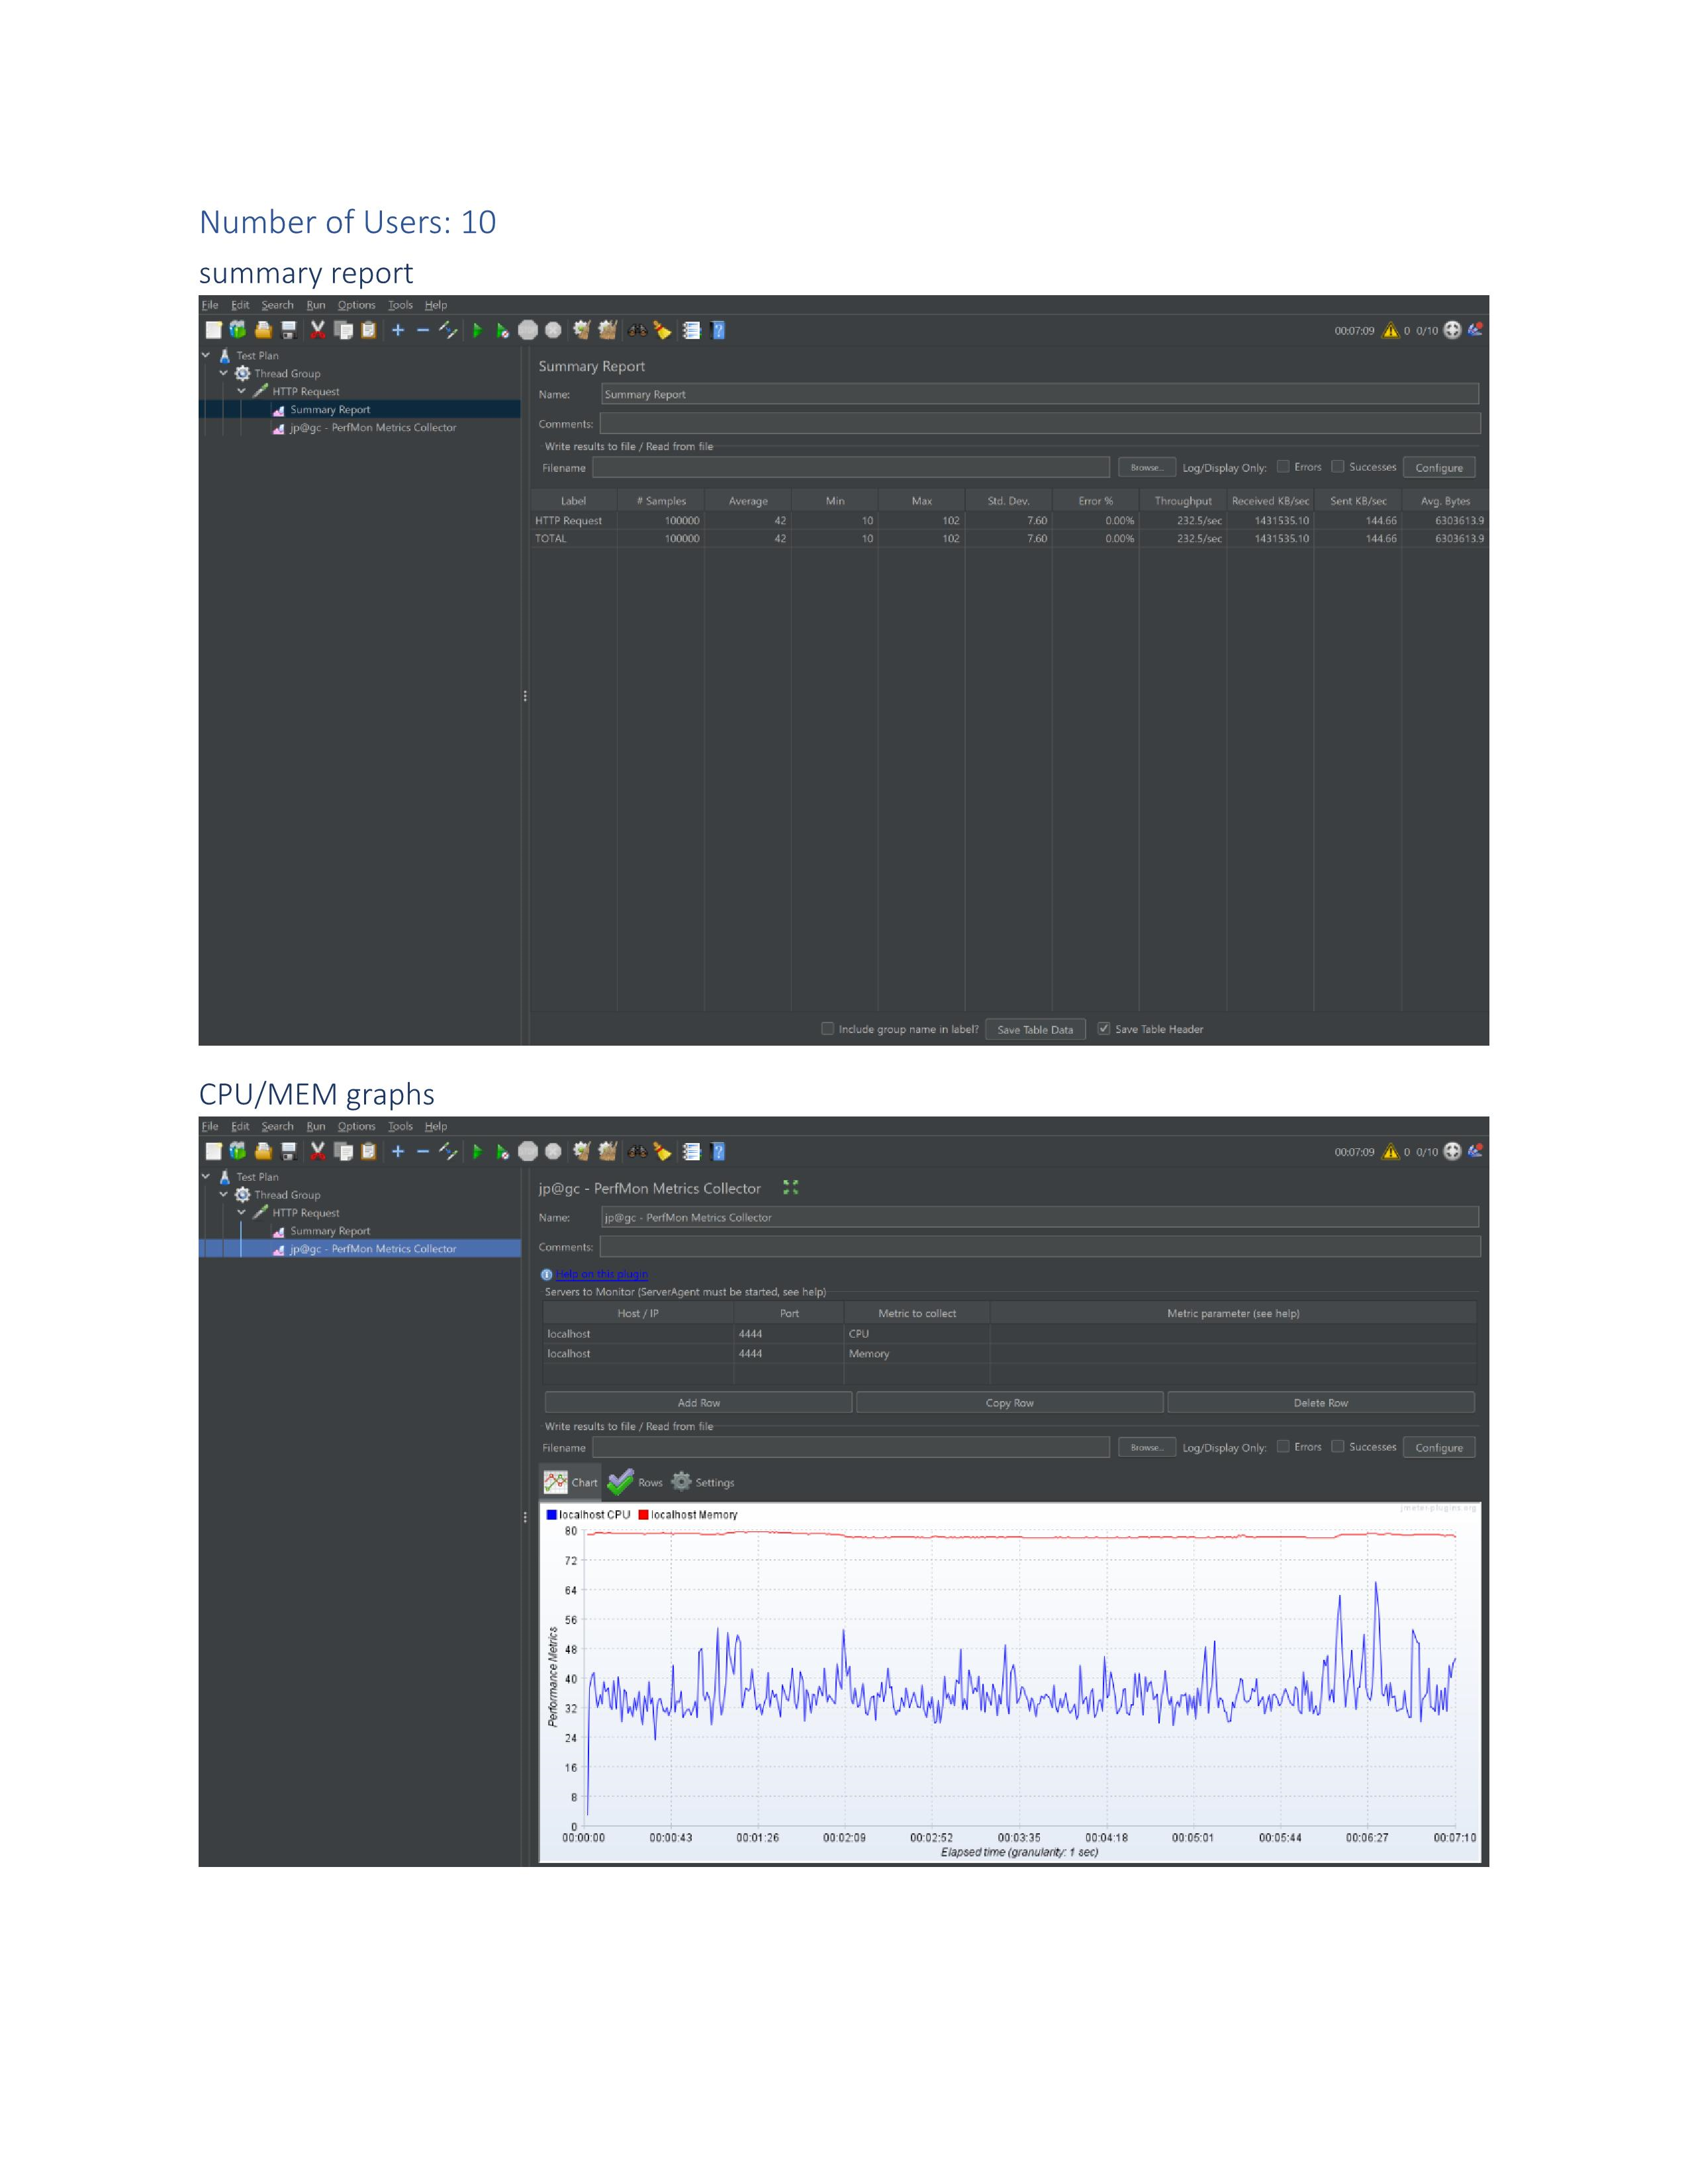 Number of Users: 10
summary report
File Edit Search Run Options Tools Help
00:07:09 0 0/10
Test Plan
Thread Group
HTTP Request
Summary Report
jp@gc - PerfMon Metrics Collector
Summary Report
Name: Summary Report
Comments:
Write results to file / Read from file
Filename Browse... Log/Display Only: Errors Successes Configure
Label # Samples Average Min Max Std. Dev. Error % Throughput Received KB/sec Sent KB/sec Avg. Bytes
HTTP Request 100000 42 10 102 7.60 0.00% 232.5/sec 1431535.10 144.66 6303613.9
TOTAL 100000 42 10 102 7.60 0.00% 232.5/sec 1431535.10 144.66 6303613.9
Include group name in label? Save Table Data Save Table Header
CPU/MEM graphs
File Edit Search Run Options Tools Help
00:07:09 0 0/10
Test Plan
Thread Group
HTTP Request
Summary Report
jp@gc - PerfMon Metrics Collector
jp@gc - PerfMon Metrics Collector
Name: jp@gc - PerfMon Metrics Collector
Comments:
Help on this plugin
Servers to Monitor (ServerAgent must be started, see help)
Host / IP Port Metric to collect Metric parameter (see help)
localhost 4444 CPU
localhost 4444 Memory
Add Row Copy Row Delete Row
Write results to file / Read from file
Filename Browse... Log/Display Only: Errors Successes Configure
Chart Rows Settings
jmeter-plugins.org
localhost CPU localhost Memory
80
72
64
56
48
40
32
24
16
8
0
Performance Metrics
00:00:00 00:00:43 00:01:26 00:02:09 00:02:52 00:03:35 00:04:18 00:05:01 00:05:44 00:06:27 00:07:10
Elapsed time (granularity: 1 sec)